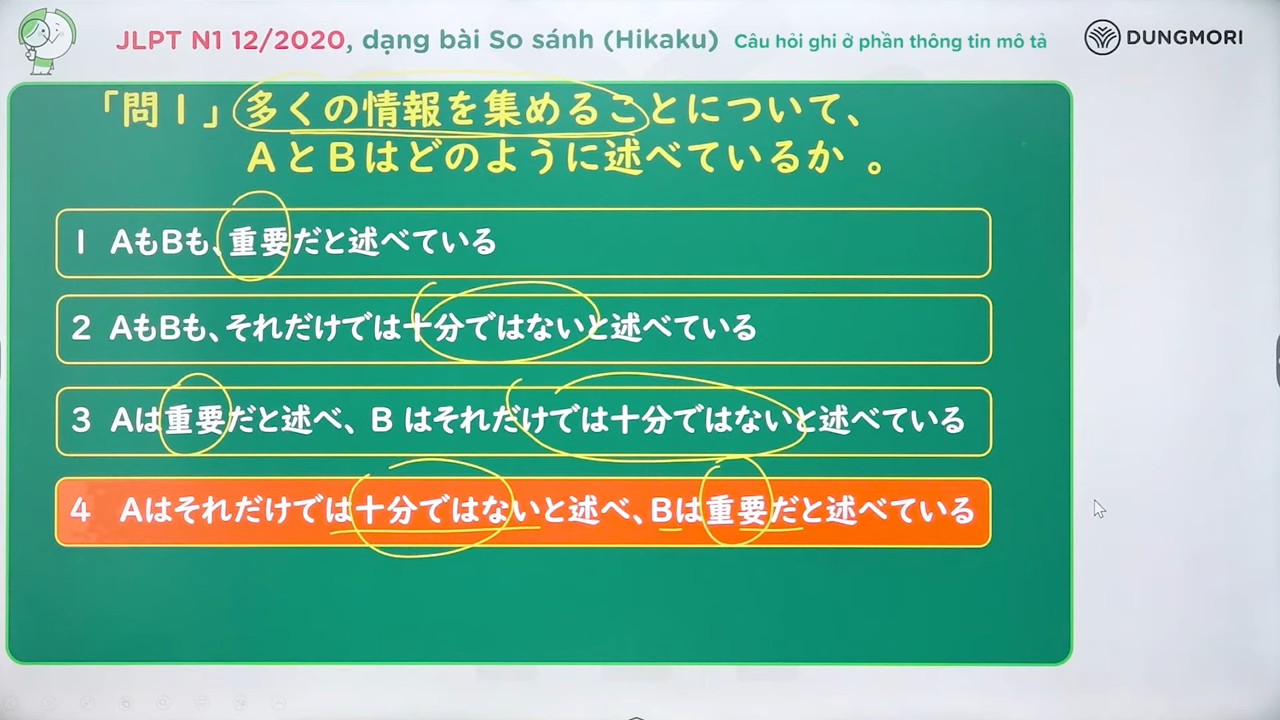 JLPT N1 12/2020, dạng bài So sánh (Hikaku) Câu hỏi ghi ở phần thông tin mô tả DUNGMORI
「問1」多くの情報を集めることについて、
AとBはどのように述べているか 。
1 AもBも、重要だと述べている
2 AもBも、それだけでは十分ではないと述べている
3 Aは重要だと述べ、B はそれだけでは十分ではないと述べている
4 Aはそれだけでは十分ではないと述べ、Bは重要だと述べている